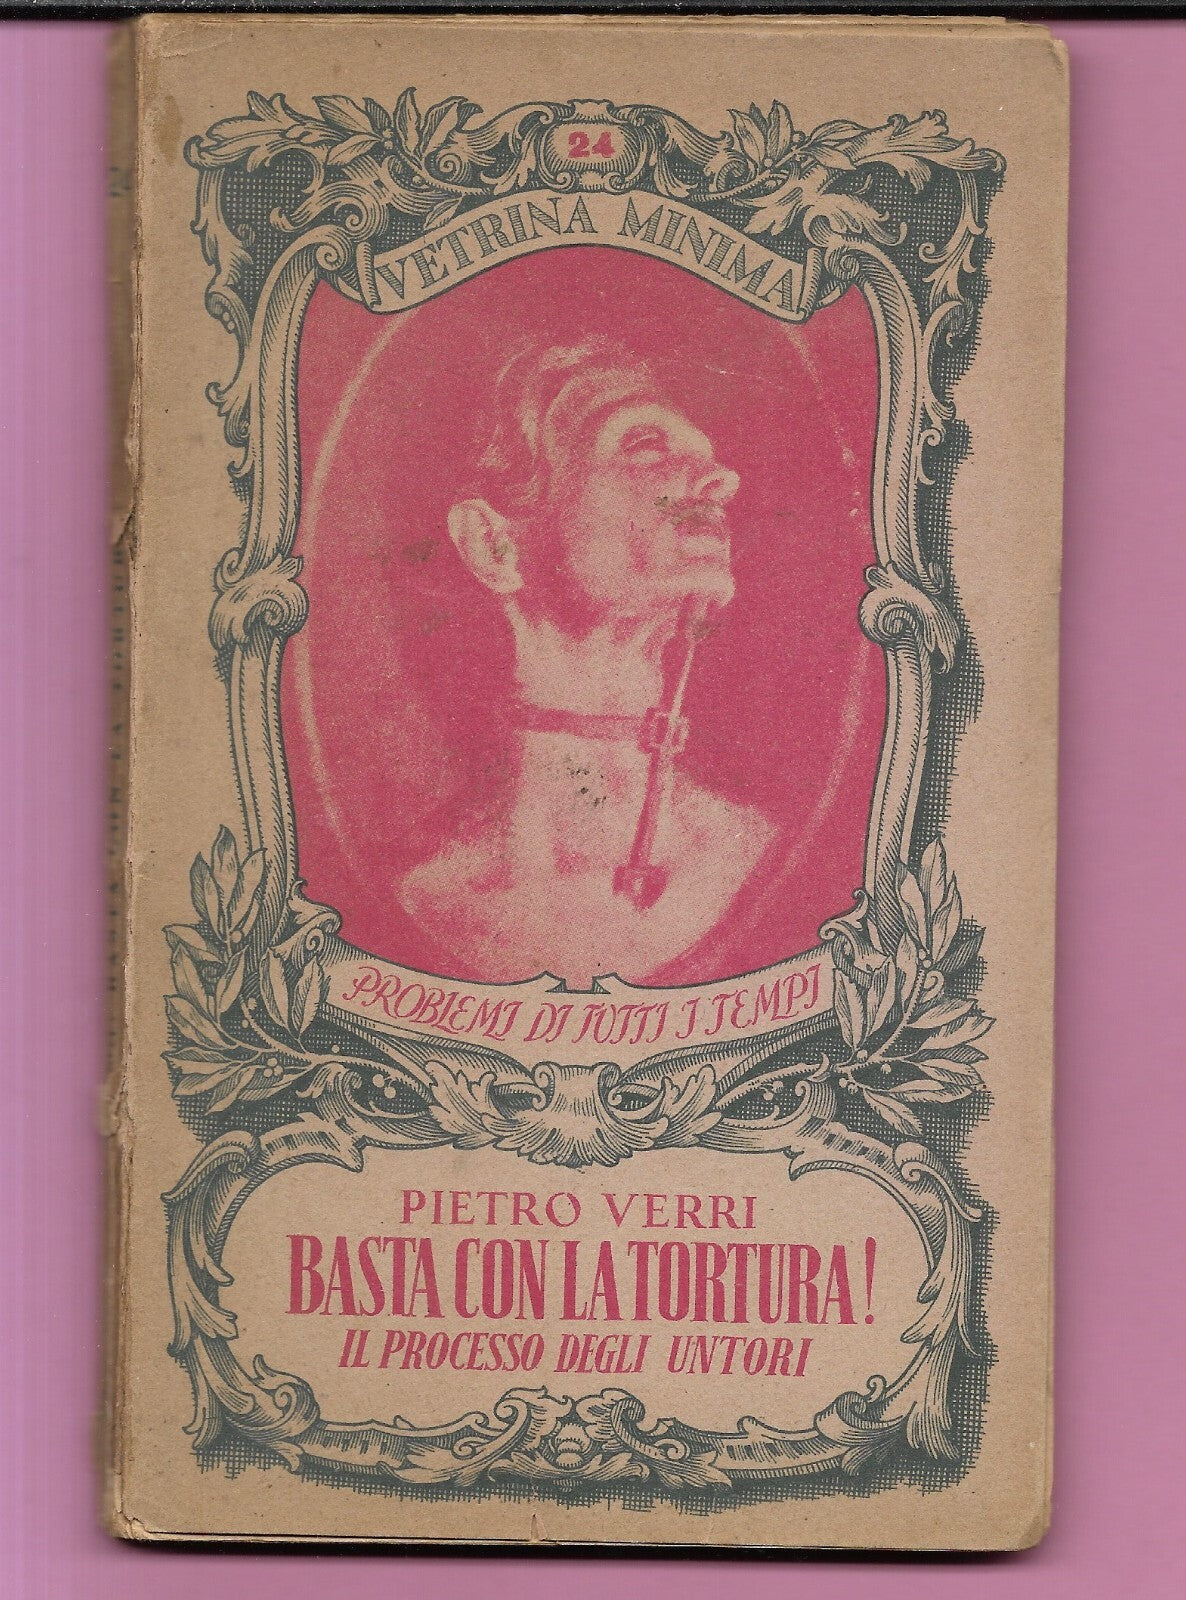 24
VETRINA MINIMA
PROBLEMI DI TUTTI I TEMPI
PIETRO VERRI
BASTA CON LA TORTURA!
IL PROCESSO DEGLI UNTORI